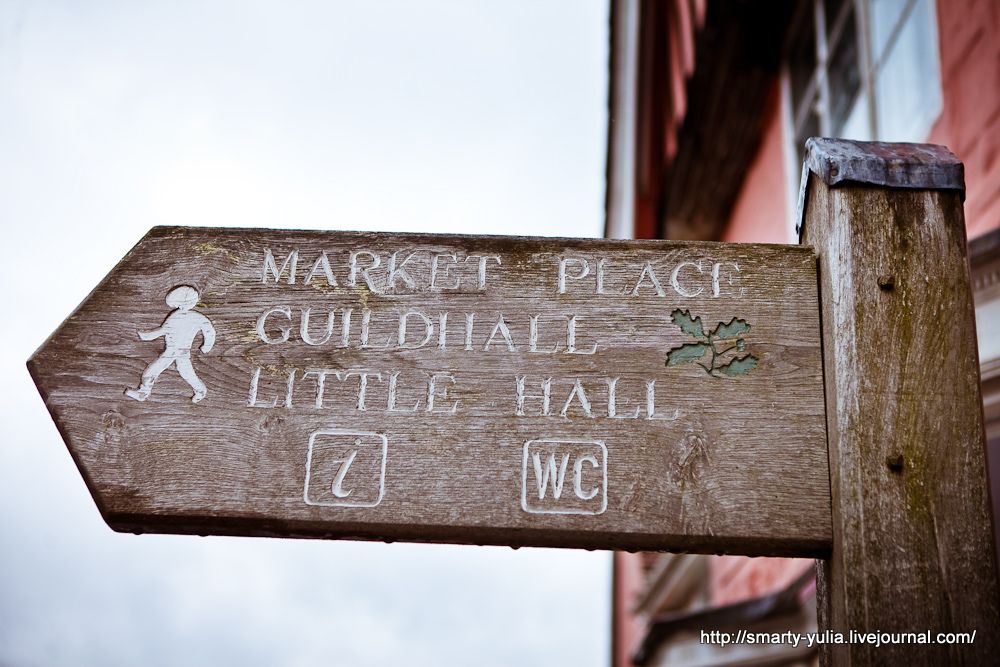 MARKET PLACE
GUILDHALL
LITTLE HALL
i WC
http://smarty-yulia.livejournal.com/